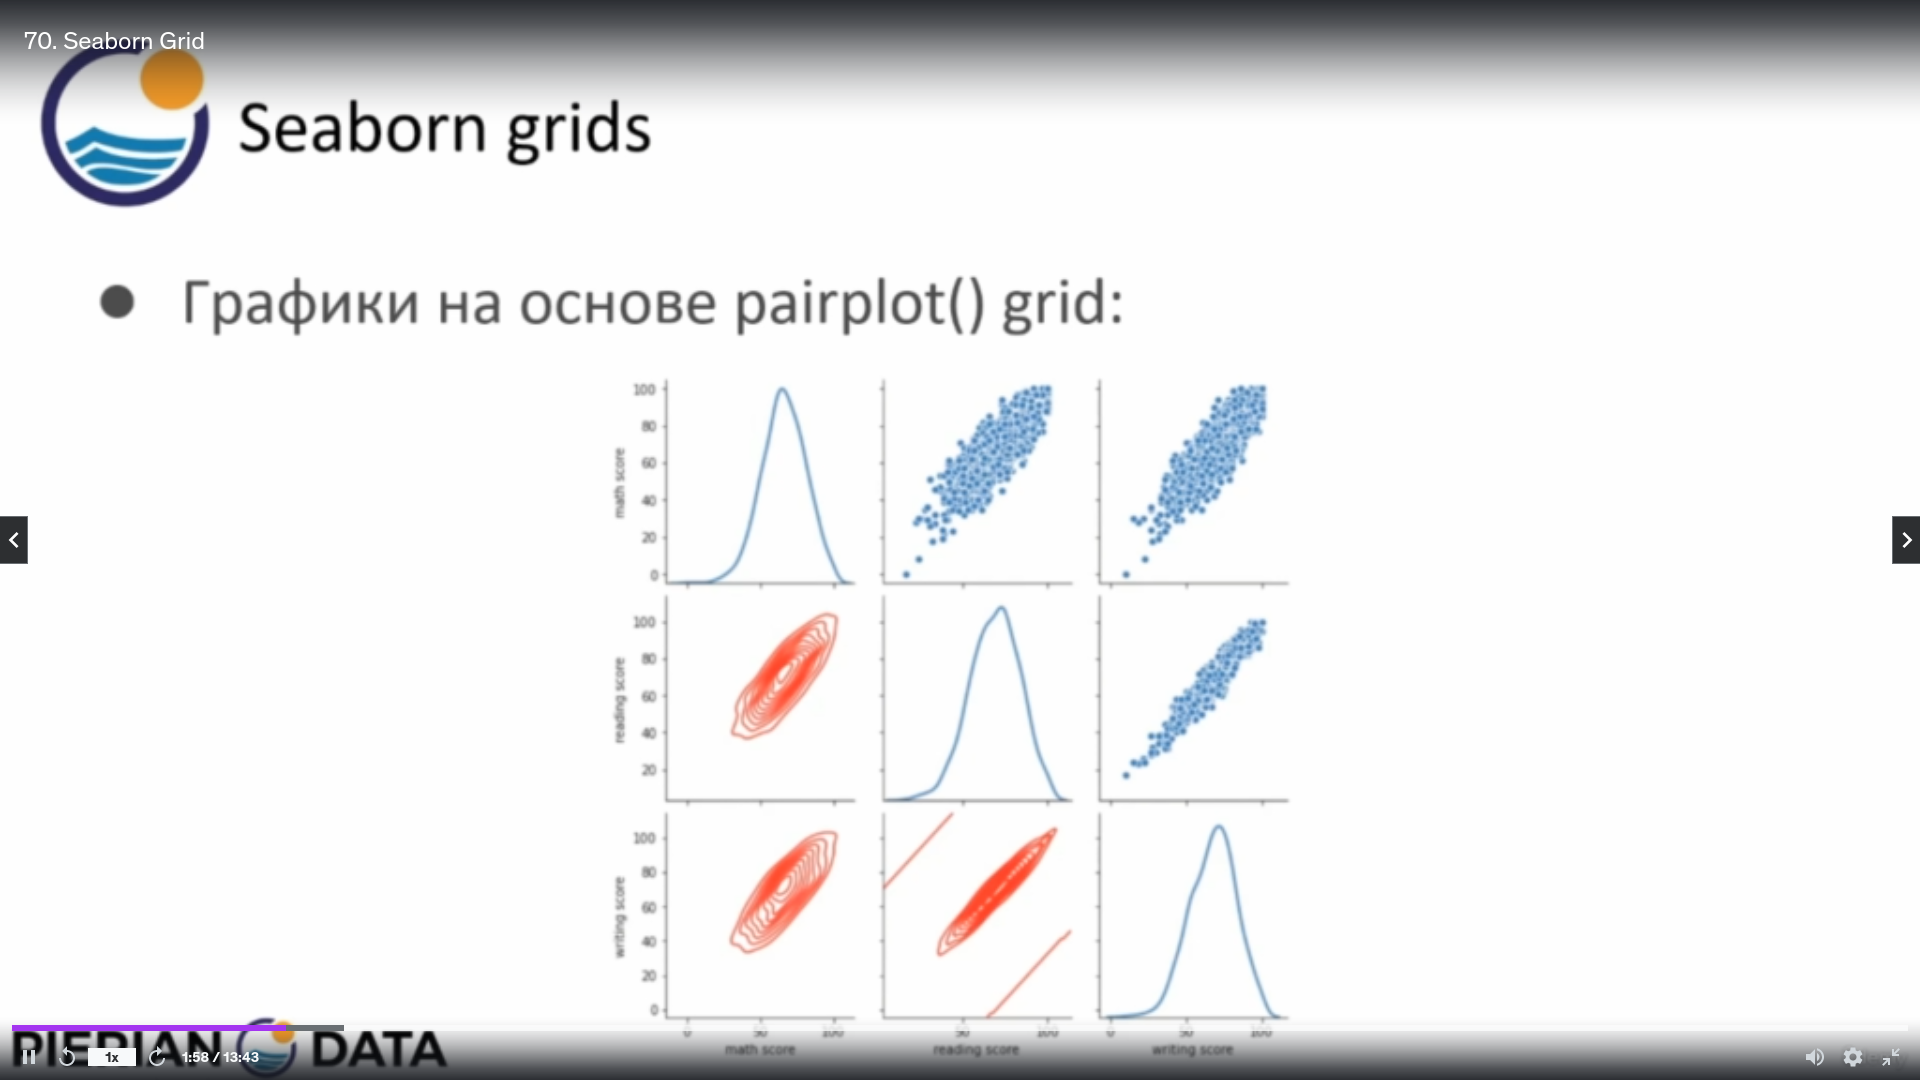 70. Seaborn Grid
Seaborn grids
● Графики на основе pairplot() grid:
100
80
60
40
20
0
math score
100
80
60
40
20
reading score
100
80
60
40
20
0
writing score
0 50 100 50 100 0 50 100
math score reading score writing score
PIERIAN DATA
1x 1:58 / 13:43